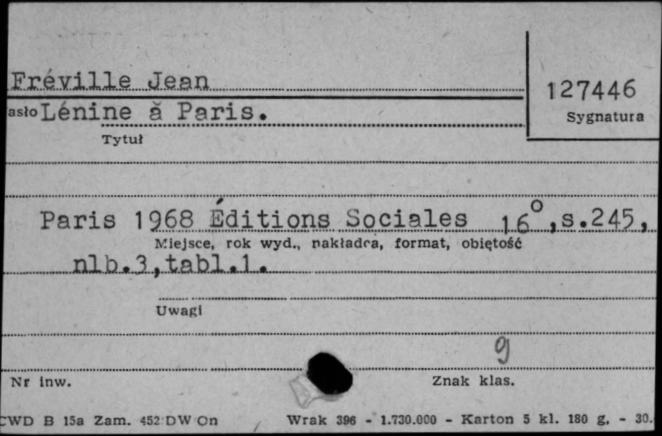 Fréville Jean
127446
asło Lénine à Paris.
Sygnatura
Tytuł
Paris 1968 Éditions Sociales 16°, s.245,
Miejsce, rok wyd., nakładca, format, objętość
nlb.3, tabl.1.
Uwagi
9
Nr inw.
Znak klas.
CWD B 15a Zam. 452 DW On Wrak 396 - 1.730.000 - Karton 5 kl. 180 g. - 30.